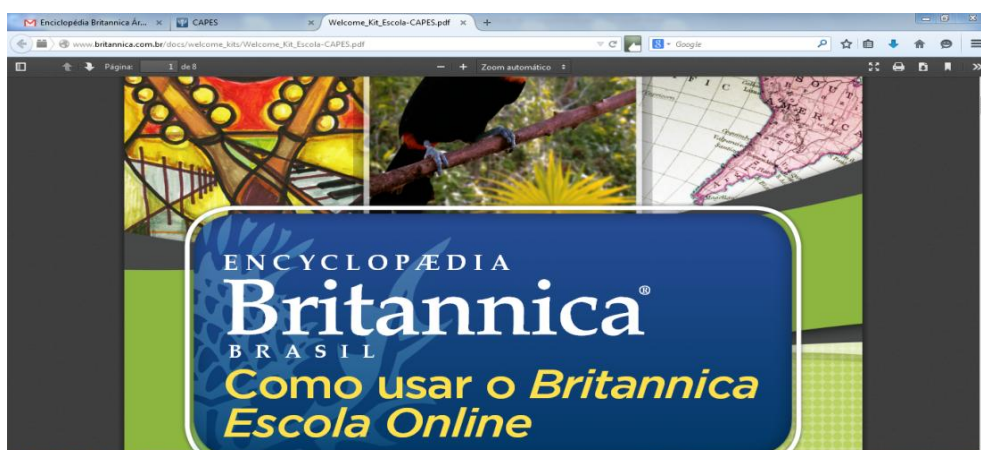 Enciclopédia Britannica Ár...
CAPES
Welcome_Kit_Escola-CAPES.pdf
www.britannica.com.br/docs/welcome_kits/Welcome_Kit_Escola-CAPES.pdf
Google
Página: 1 de 8
Zoom automático
ENCYCLOPÆDIA
Britannica®
BRASIL
Como usar o Britannica
Escola Online